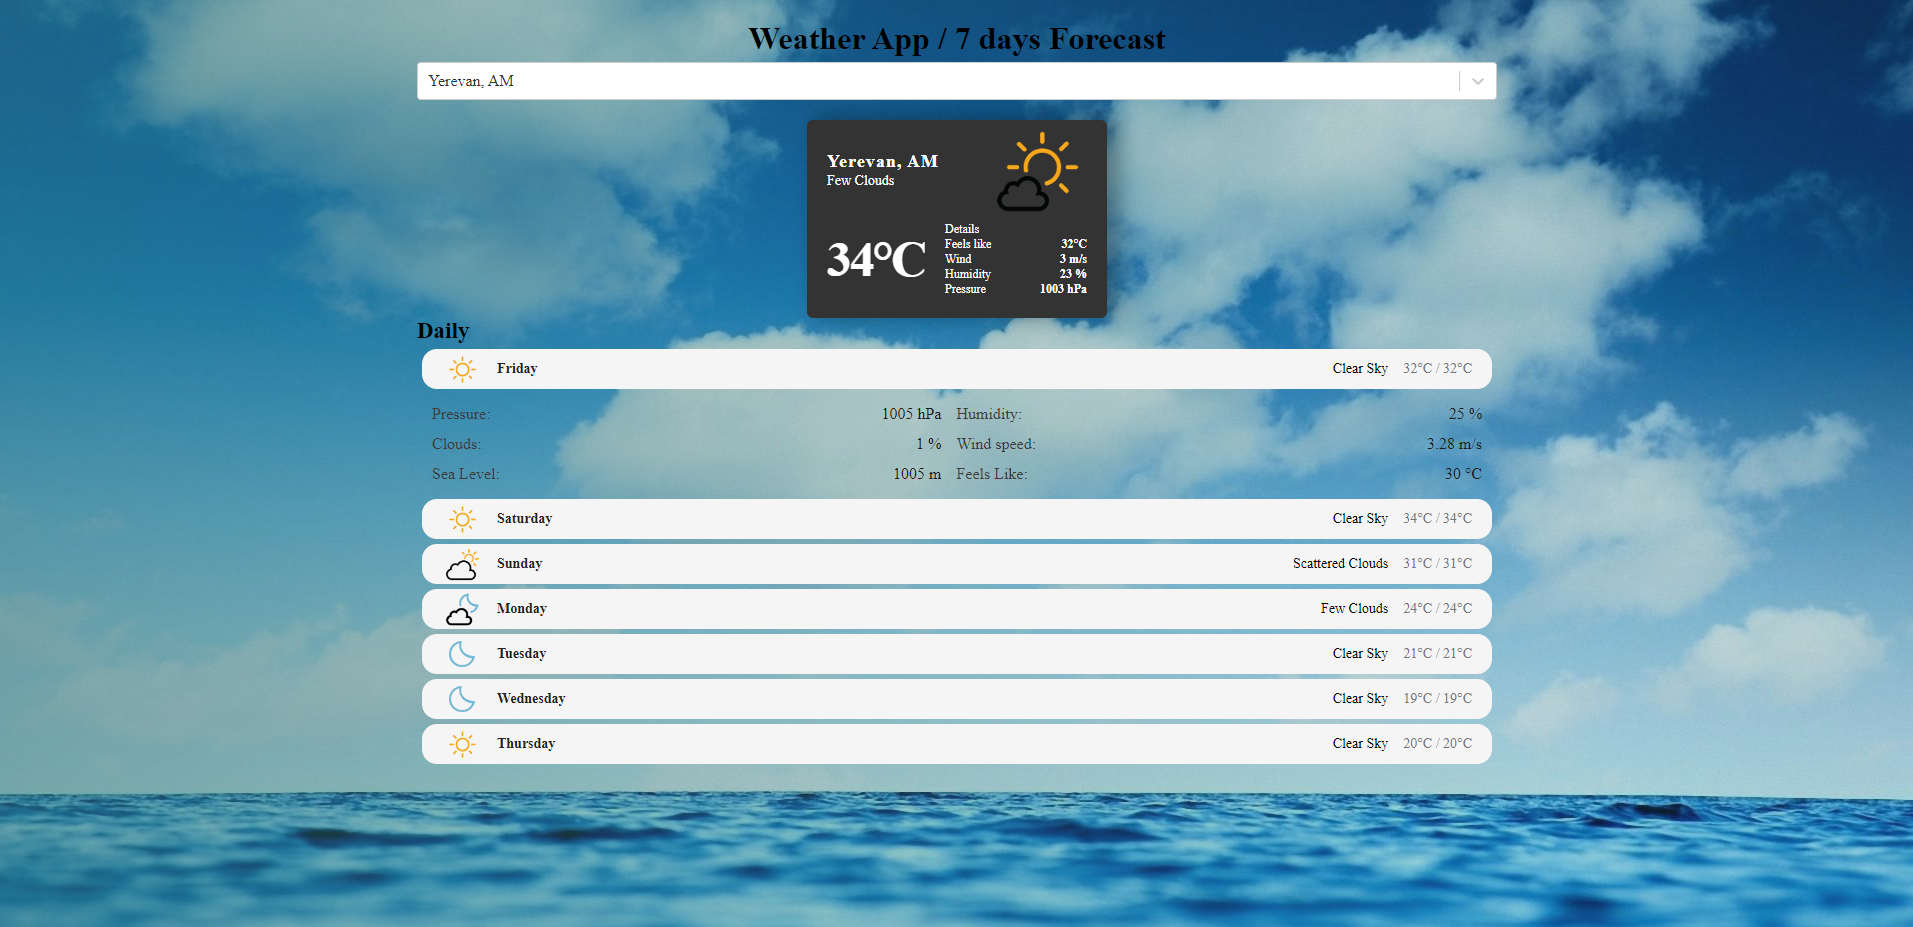 Weather App / 7 days Forecast
Yerevan, AM
Yerevan, AM
Few Clouds
34°C
Details
Feels like 32°C
Wind 3 m/s
Humidity 23 %
Pressure 1003 hPa
Daily
Friday Clear Sky 32°C / 32°C
Pressure: 1005 hPa Humidity: 25 %
Clouds: 1 % Wind speed: 3.28 m/s
Sea Level: 1005 m Feels Like: 30 °C
Saturday Clear Sky 34°C / 34°C
Sunday Scattered Clouds 31°C / 31°C
Monday Few Clouds 24°C / 24°C
Tuesday Clear Sky 21°C / 21°C
Wednesday Clear Sky 19°C / 19°C
Thursday Clear Sky 20°C / 20°C